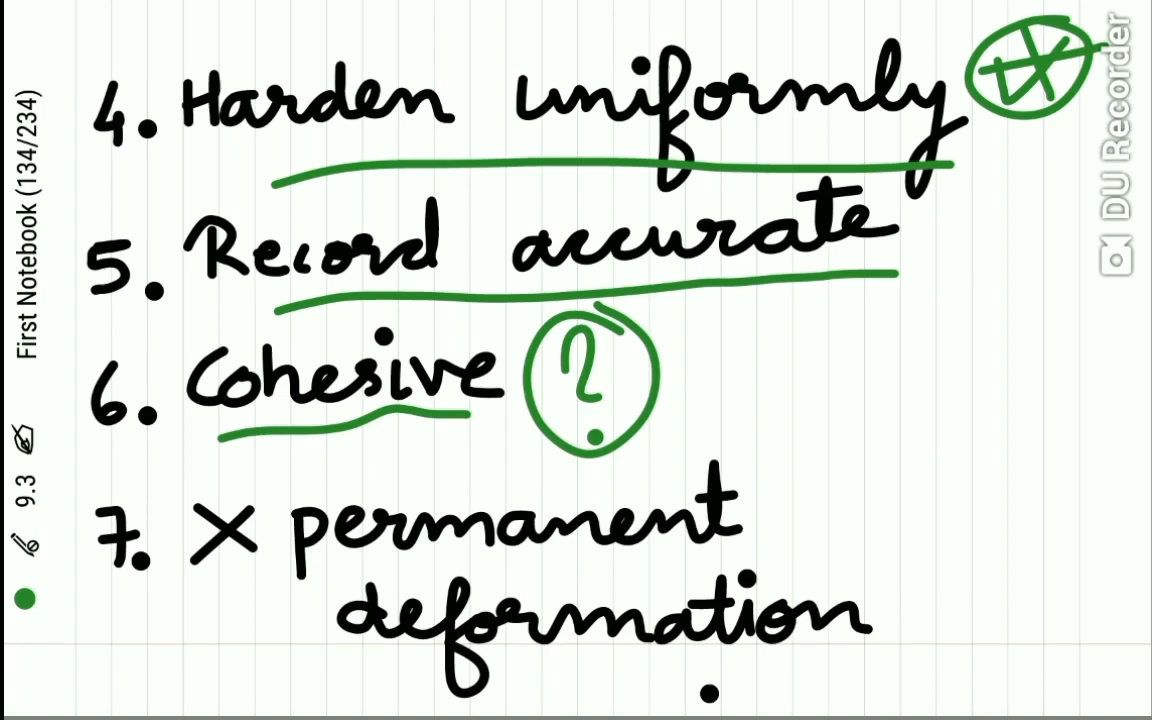 4. Harden uniformly
5. Record accurate
6. Cohesive ?
7. X permanent
deformation
.
First Notebook (134/234)
9.3
DU Recorder